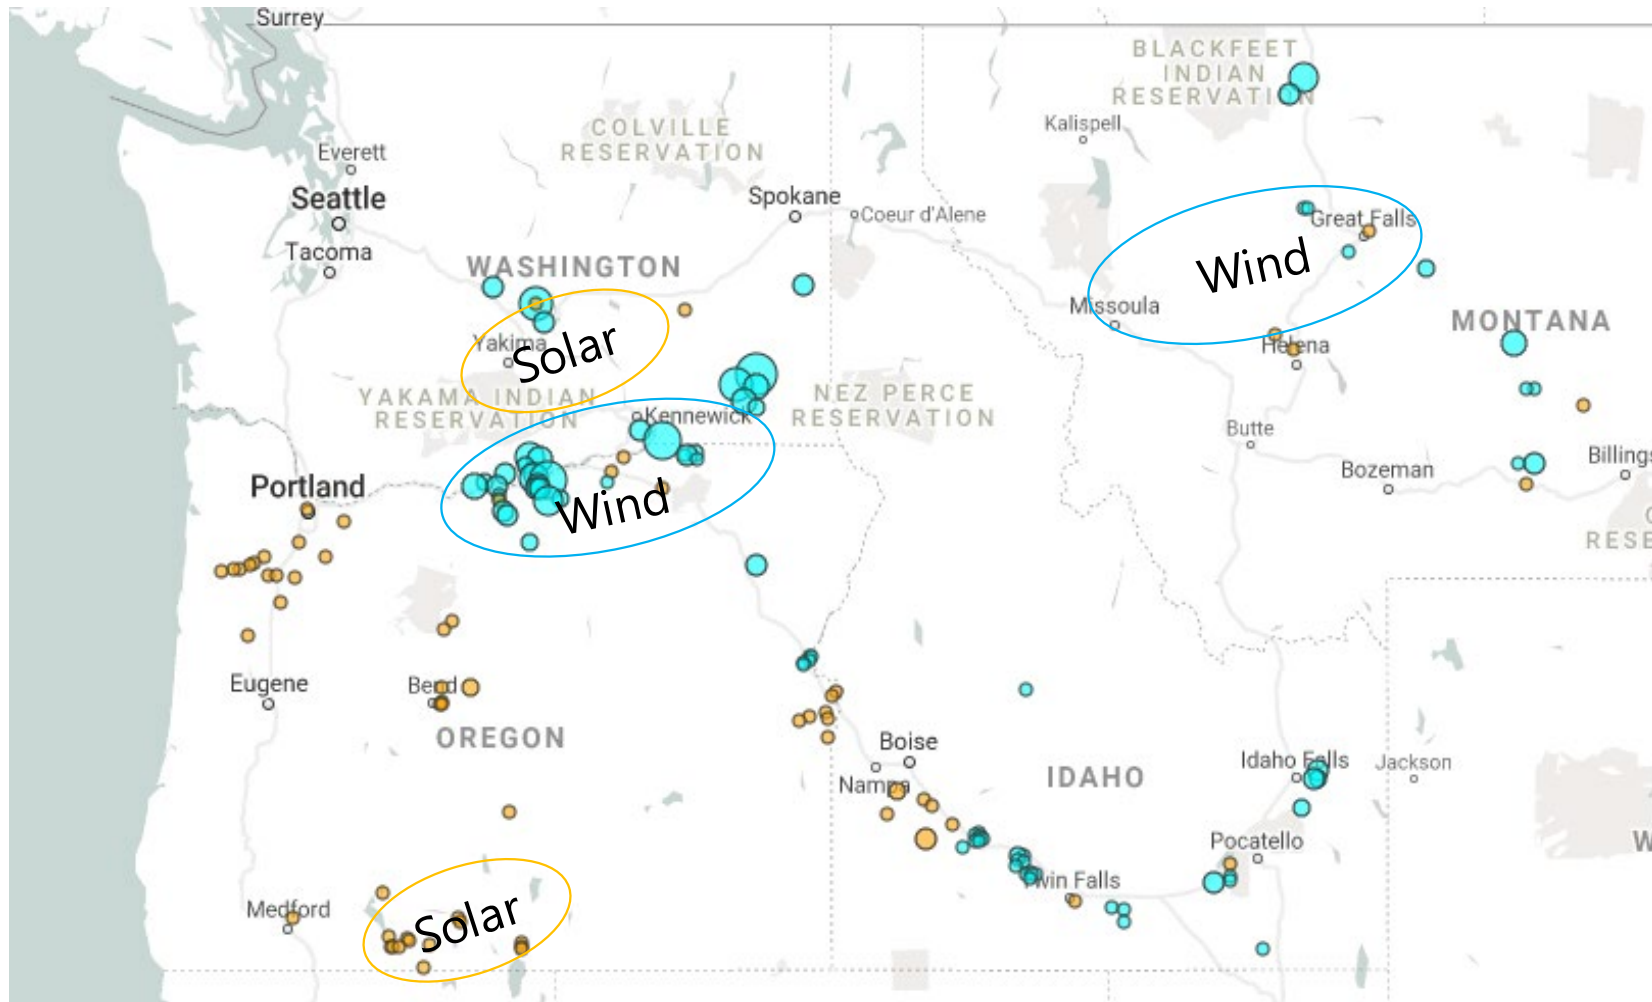 Surrey
BLACKFEET
INDIAN
RESERVATION
Kalispell
COLVILLE
RESERVATION
Everett
Seattle
Spokane
Coeur d'Alene
Great Falls
Tacoma
WASHINGTON
Wind
Missoula
MONTANA
Yakima
Solar
Helena
YAKAMA INDIAN
RESERVATION
NEZ PERCE
RESERVATION
Kennewick
Butte
Billings
Bozeman
Portland
Wind
RESE
Eugene
Bend
OREGON
Boise
Nampa
IDAHO
Idaho Falls
Jackson
Pocatello
W
Twin Falls
Medford
Solar